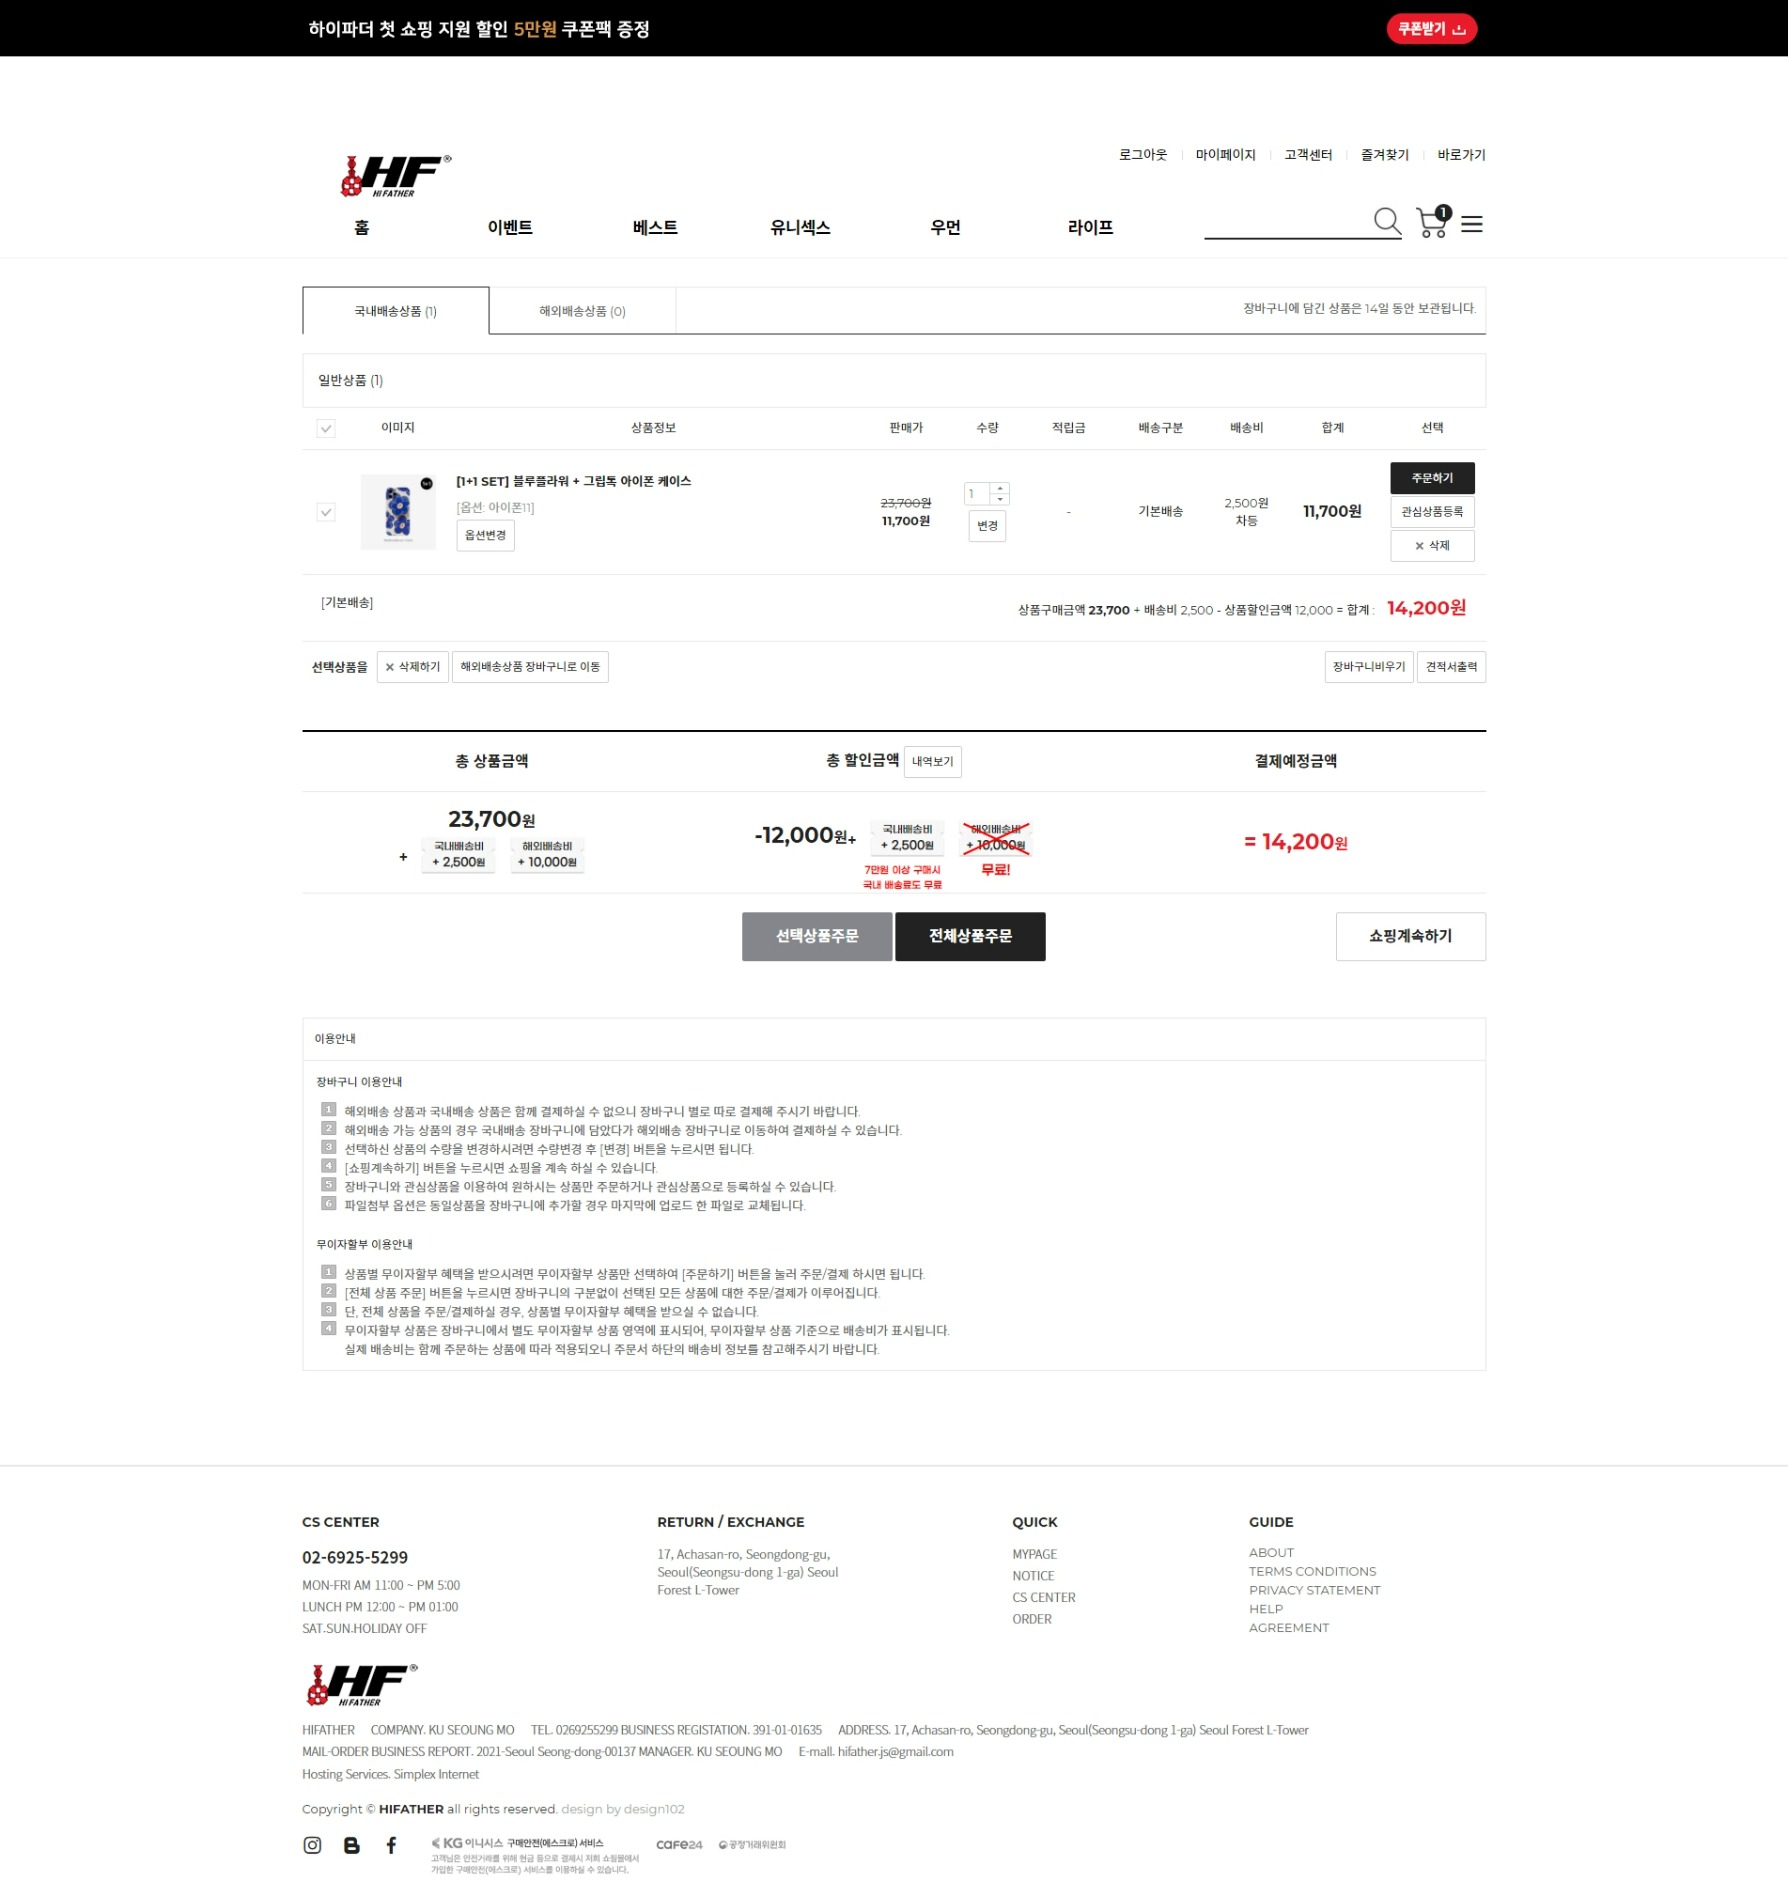 하이파더 첫 쇼핑 지원 할인 5만원 쿠폰팩 증정
쿠폰받기
로그아웃 마이페이지 고객센터 즐겨찾기 바로가기
HF®
HI FATHER
홈 이벤트 베스트 유니섹스 우먼 라이프
1
국내배송상품 (1) 해외배송상품 (0) 장바구니에 담긴 상품은 14일 동안 보관됩니다.
일반상품 (1)
이미지 상품정보 판매가 수량 적립금 배송구분 배송비 합계 선택
[1+1 SET] 블루플라워 + 그립톡 아이폰 케이스
[옵션: 아이폰11]
옵션변경
23,700원
11,700원
1
변경
-
기본배송
2,500원
차등
11,700원
주문하기
관심상품등록
삭제
[기본배송]
상품구매금액 23,700 + 배송비 2,500 - 상품할인금액 12,000 = 합계 : 14,200원
선택상품을 삭제하기 해외배송상품 장바구니로 이동 장바구니비우기 견적서출력
총 상품금액 총 할인금액 내역보기 결제예정금액
23,700원
+ 국내배송비 해외배송비
+ 2,500원 + 10,000원
-12,000원+ 국내배송비 해외배송비
+ 2,500원 + 10,000원
7만원 이상 구매시 무료!
국내 배송료도 무료
= 14,200원
선택상품주문 전체상품주문 쇼핑계속하기
이용안내
장바구니 이용안내
1 해외배송 상품과 국내배송 상품은 함께 결제하실 수 없으니 장바구니 별로 따로 결제해 주시기 바랍니다.
2 해외배송 가능 상품의 경우 국내배송 장바구니에 담았다가 해외배송 장바구니로 이동하여 결제하실 수 있습니다.
3 선택하신 상품의 수량을 변경하시려면 수량변경 후 [변경] 버튼을 누르시면 됩니다.
4 [쇼핑계속하기] 버튼을 누르시면 쇼핑을 계속 하실 수 있습니다.
5 장바구니와 관심상품을 이용하여 원하시는 상품만 주문하거나 관심상품으로 등록하실 수 있습니다.
6 파일첨부 옵션은 동일상품을 장바구니에 추가할 경우 마지막에 업로드 한 파일로 교체됩니다.
무이자할부 이용안내
1 상품별 무이자할부 혜택을 받으시려면 무이자할부 상품만 선택하여 [주문하기] 버튼을 눌러 주문/결제 하시면 됩니다.
2 [전체 상품 주문] 버튼을 누르시면 장바구니의 구분없이 선택된 모든 상품에 대한 주문/결제가 이루어집니다.
3 단, 전체 상품을 주문/결제하실 경우, 상품별 무이자할부 혜택을 받으실 수 없습니다.
4 무이자할부 상품은 장바구니에서 별도 무이자할부 상품 영역에 표시되어, 무이자할부 상품 기준으로 배송비가 표시됩니다.
실제 배송비는 함께 주문하는 상품에 따라 적용되오니 주문서 하단의 배송비 정보를 참고해주시기 바랍니다.
CS CENTER
02-6925-5299
MON-FRI AM 11:00 ~ PM 5:00
LUNCH PM 12:00 ~ PM 01:00
SAT.SUN.HOLIDAY OFF
RETURN / EXCHANGE
17, Achasan-ro, Seongdong-gu,
Seoul(Seongsu-dong 1-ga) Seoul
Forest L-Tower
QUICK
MYPAGE
NOTICE
CS CENTER
ORDER
GUIDE
ABOUT
TERMS CONDITIONS
PRIVACY STATEMENT
HELP
AGREEMENT
HF®
HI FATHER
HIFATHER COMPANY. KU SEOUNG MO TEL. 0269255299 BUSINESS REGISTATION. 391-01-01635 ADDRESS. 17, Achasan-ro, Seongdong-gu, Seoul(Seongsu-dong 1-ga) Seoul Forest L-Tower
MAIL-ORDER BUSINESS REPORT. 2021-Seoul Seong-dong-00137 MANAGER. KU SEOUNG MO E-mall. hifather.js@gmail.com
Hosting Services. Simplex Internet
Copyright © HIFATHER all rights reserved. design by design102
KG 이니시스 구매안전(에스크로) 서비스 cafe24 공정거래위원회
고객님은 안전거래를 위해 현금 등으로 결제시 저희 쇼핑몰에서
가입한 구매안전(에스크로) 서비스를 이용하실 수 있습니다.